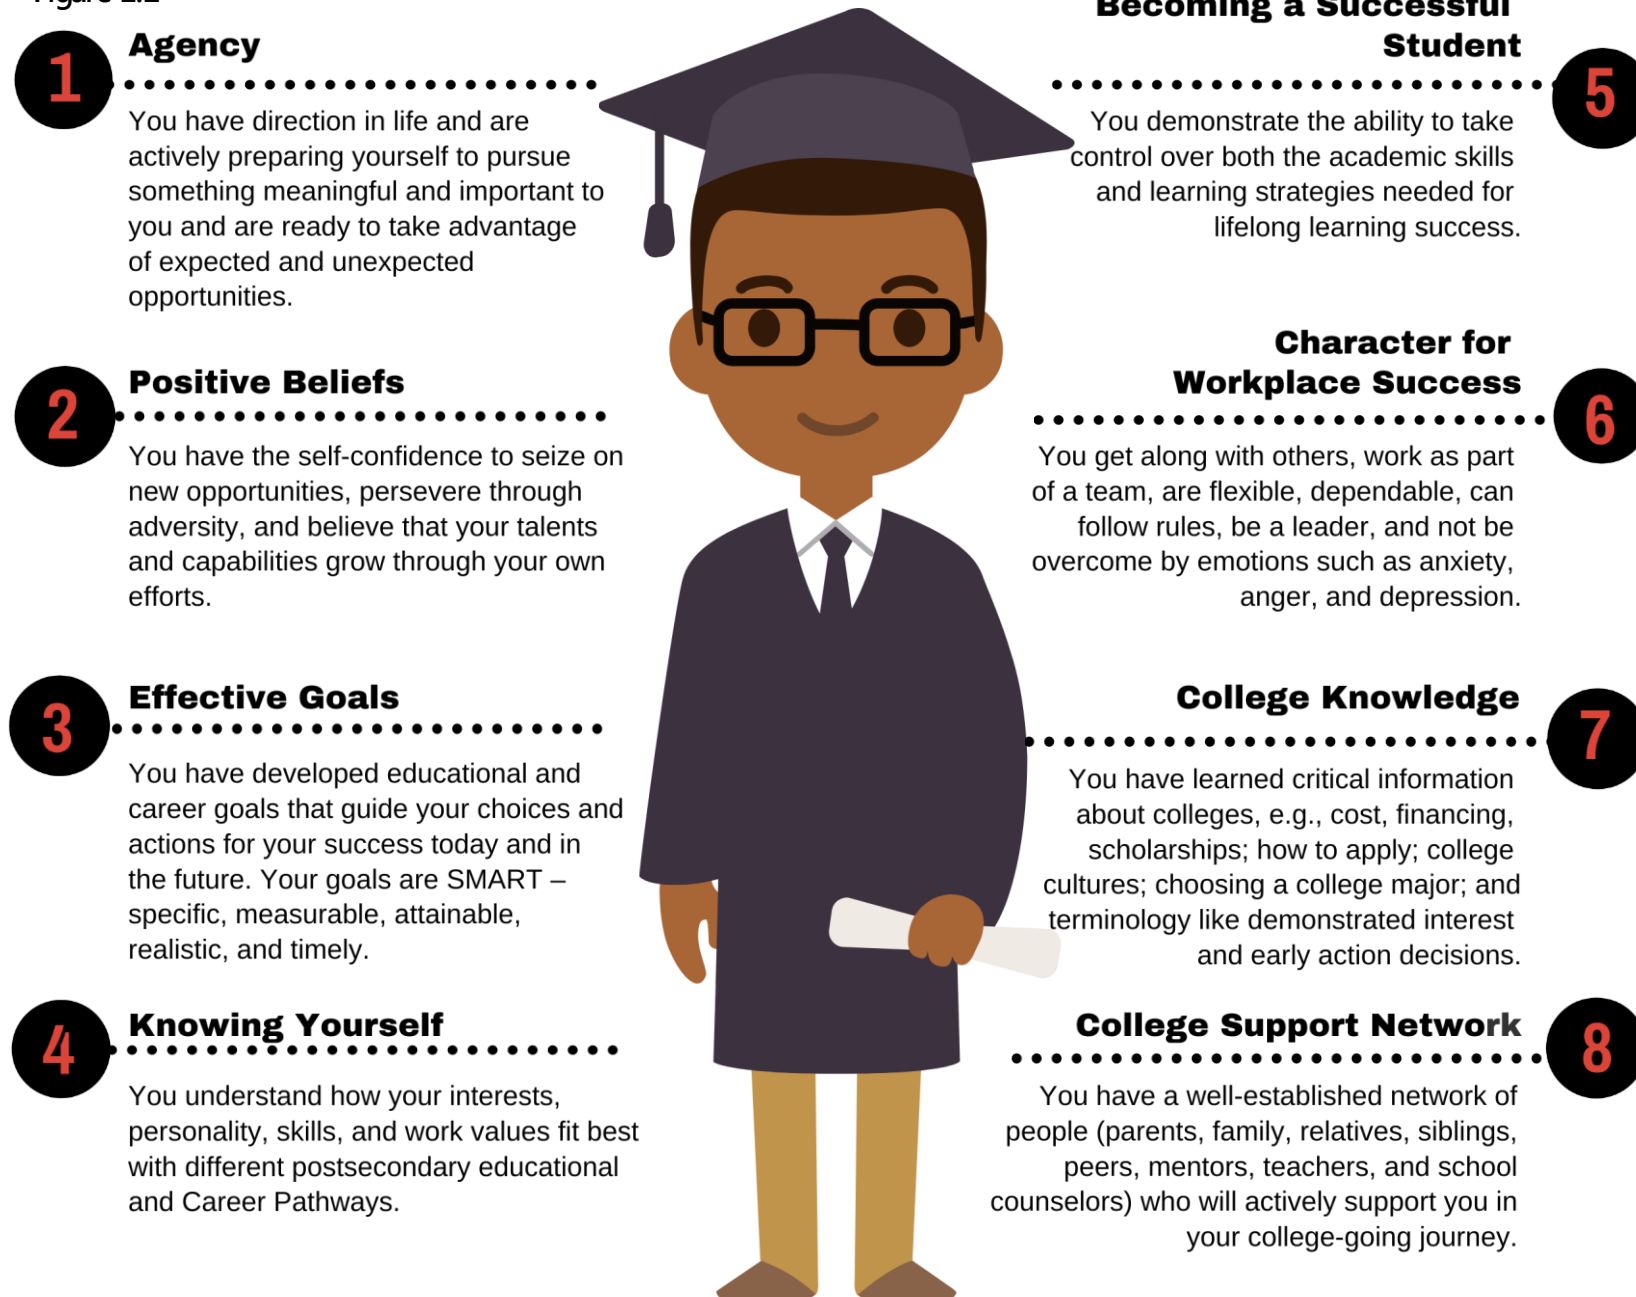 1
Agency
You have direction in life and are
actively preparing yourself to pursue
something meaningful and important to
you and are ready to take advantage
of expected and unexpected
opportunities.
2
Positive Beliefs
You have the self-confidence to seize on
new opportunities, persevere through
adversity, and believe that your talents
and capabilities grow through your own
efforts.
3
Effective Goals
You have developed educational and
career goals that guide your choices and
actions for your success today and in
the future. Your goals are SMART –
specific, measurable, attainable,
realistic, and timely.
4
Knowing Yourself
You understand how your interests,
personality, skills, and work values fit best
with different postsecondary educational
and Career Pathways.
Becoming a Successful
Student
5
You demonstrate the ability to take
control over both the academic skills
and learning strategies needed for
lifelong learning success.
Character for
Workplace Success
6
You get along with others, work as part
of a team, are flexible, dependable, can
follow rules, be a leader, and not be
overcome by emotions such as anxiety,
anger, and depression.
College Knowledge
7
You have learned critical information
about colleges, e.g., cost, financing,
scholarships; how to apply; college
cultures; choosing a college major; and
terminology like demonstrated interest
and early action decisions.
College Support Network
8
You have a well-established network of
people (parents, family, relatives, siblings,
peers, mentors, teachers, and school
counselors) who will actively support you in
your college-going journey.